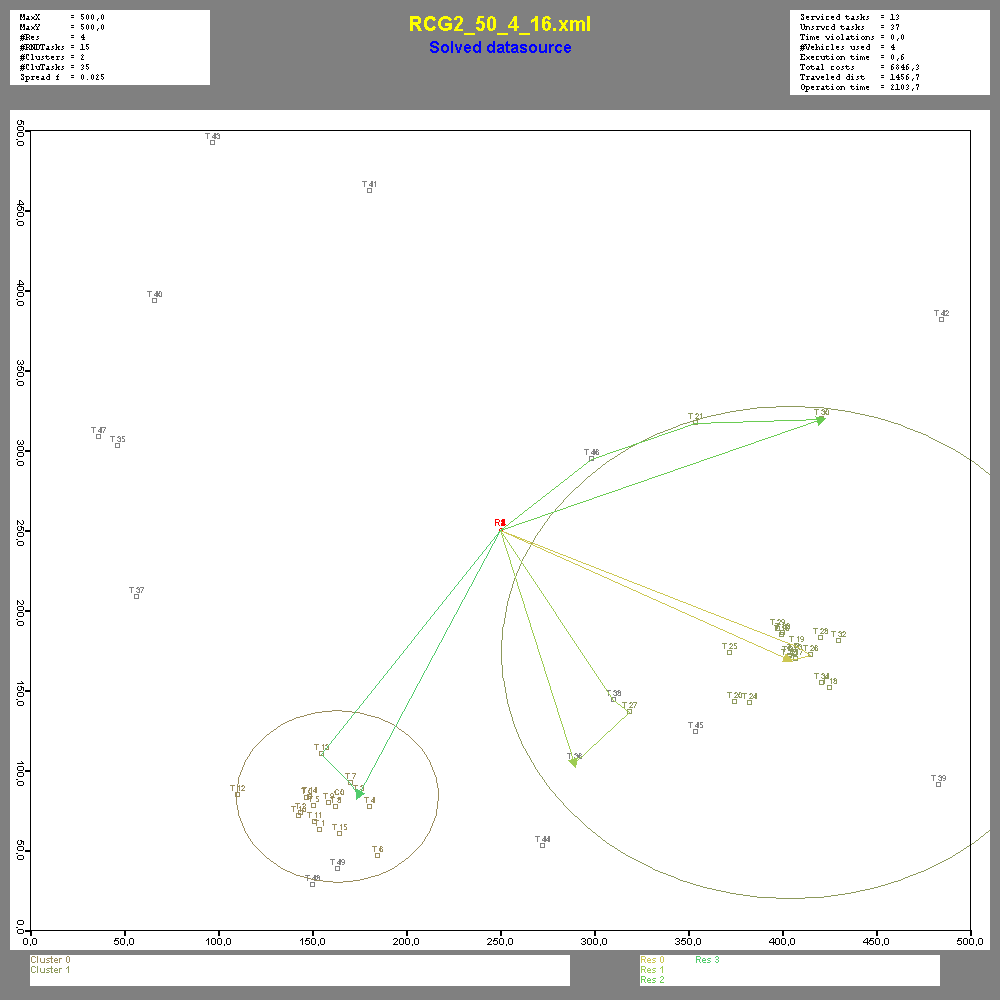 RCG2_50_4_16.xml
Solved datasource
MaxX = 500,0
MaxY = 500,0
#Res = 4
#RNDTasks = 15
#Clusters = 2
#CluTasks = 35
Spread f = 0.025
Serviced tasks = 13
Unsrvcd tasks = 37
Time violations = 0,0
#Vehicles used = 4
Execution time = 0,6
Total costs = 6846,3
Traveled dist = 1456,7
Operation time = 2103,7
500,0
450,0
400,0
350,0
300,0
250,0
200,0
150,0
100,0
50,0
0,0
T 43
T 41
T 40
T 42
T 30
T 21
T 47
T 35
T 46
T 37
T 29
T 19
T 28
T 32
T 25
T 26
T 34
T 18
T 38
T 27
T 20
T 24
T 45
T 13
T 36
T 7
T 39
T 12
T 3
C0
T 9
T 5
T 8
T 4
T 11
T 1
T 15
T 44
T 6
T 49
T 48
0,0 50,0 100,0 150,0 200,0 250,0 300,0 350,0 400,0 450,0 500,0
Cluster 0
Cluster 1
Res 0 Res 3
Res 1
Res 2